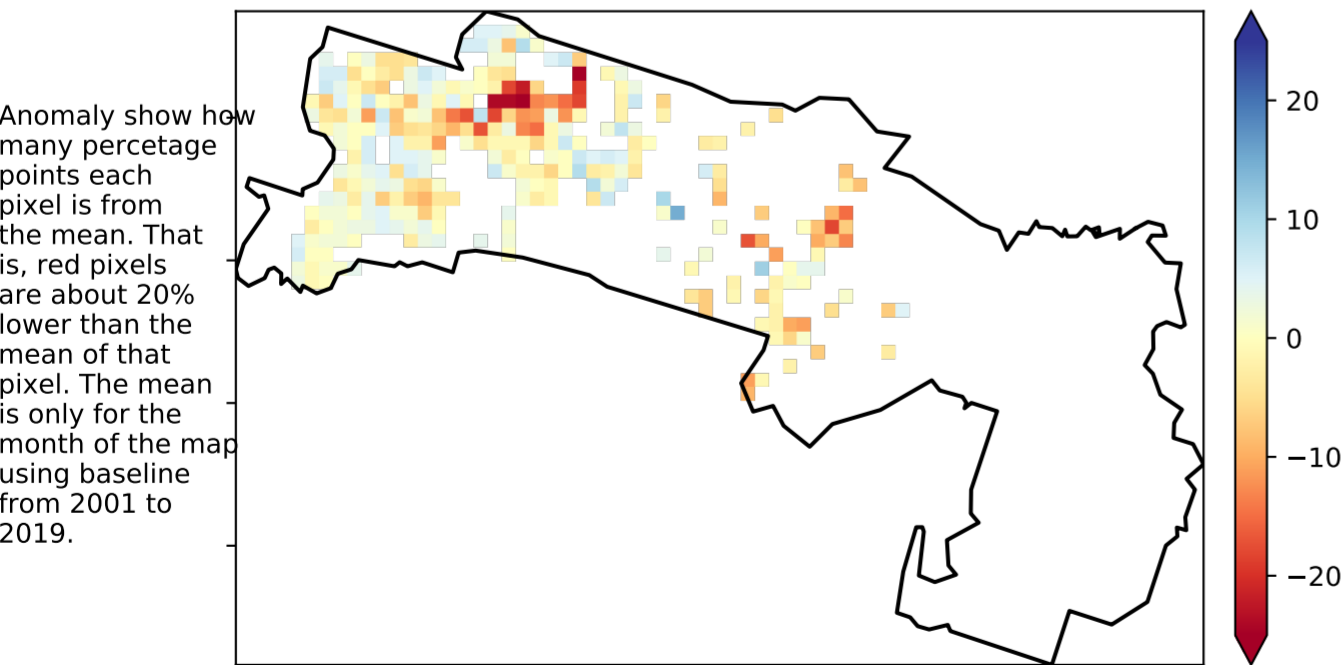 Anomaly show how
many percetage
points each
pixel is from
the mean. That
is, red pixels
are about 20%
lower than the
mean of that
pixel. The mean
is only for the
month of the map
using baseline
from 2001 to
2019.
20
10
0
−10
−20